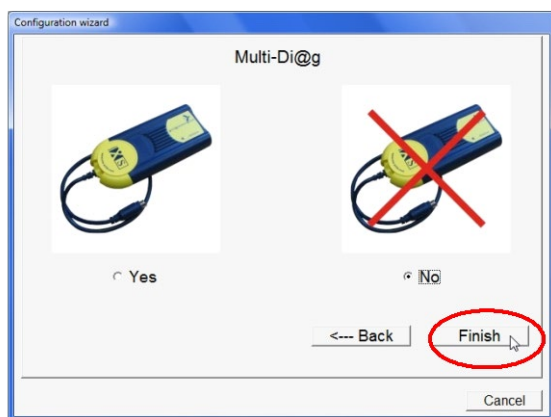 Configuration wizard
Multi-Di@g
Yes
No
<--- Back
Finish
Cancel